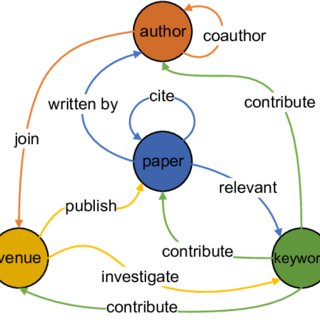 author
coauthor
written by
cite
contribute
join
paper
relevant
publish
contribute
venue
keywor
investigate
contribute